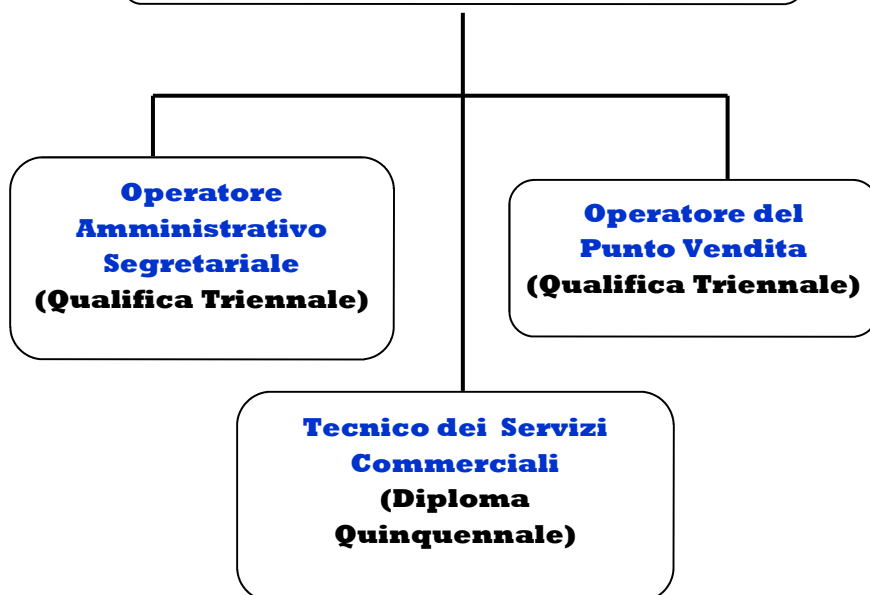 Operatore
Amministrativo
Segretariale
(Qualifica Triennale)
Operatore del
Punto Vendita
(Qualifica Triennale)
Tecnico dei Servizi
Commerciali
(Diploma
Quinquennale)